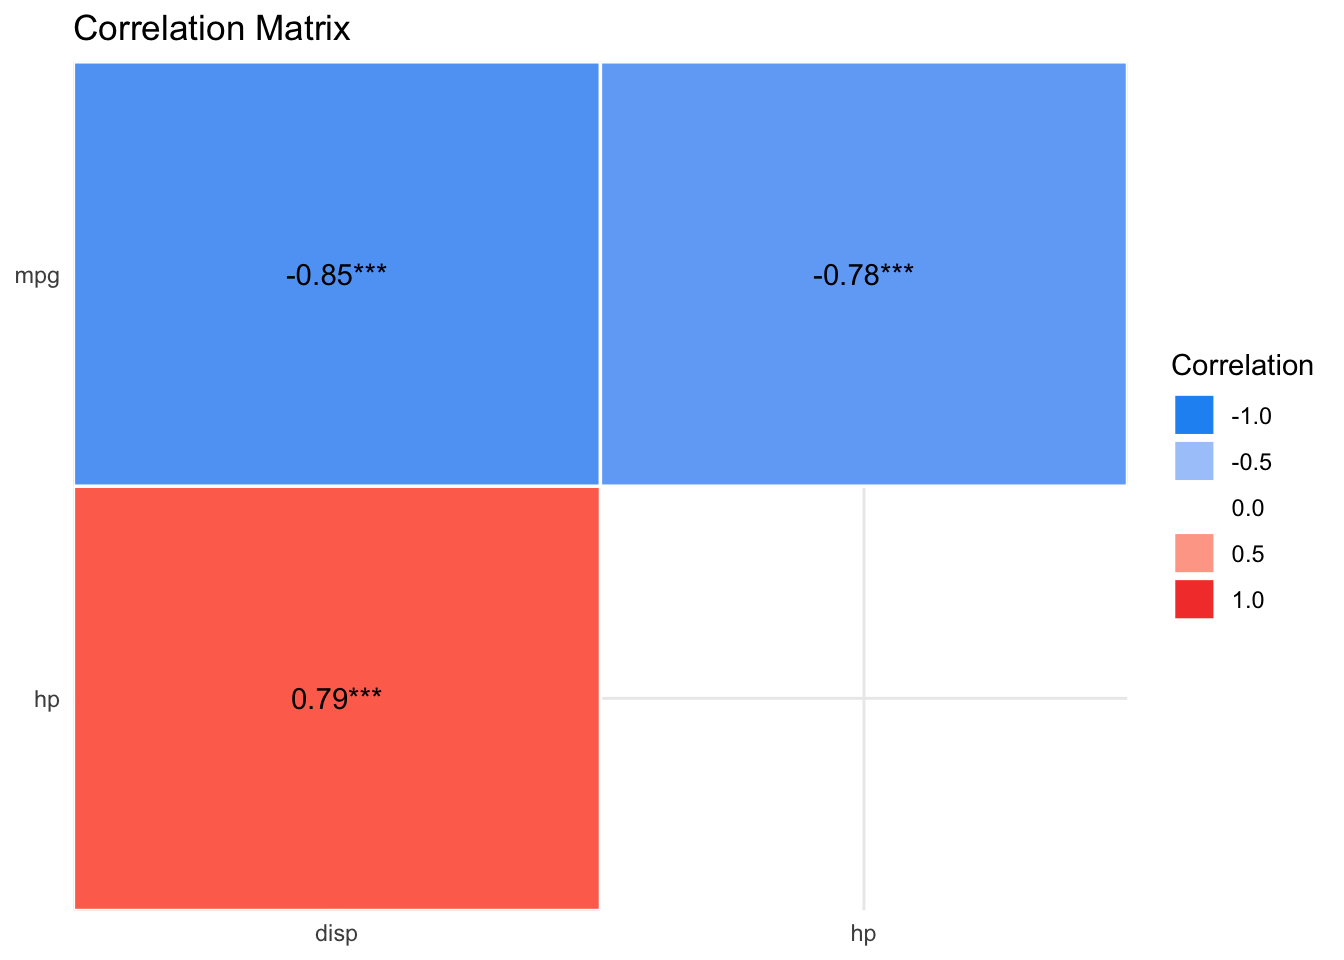 Correlation Matrix
mpg
-0.85***
-0.78***
hp
0.79***
disp
hp
Correlation
-1.0
-0.5
0.0
0.5
1.0